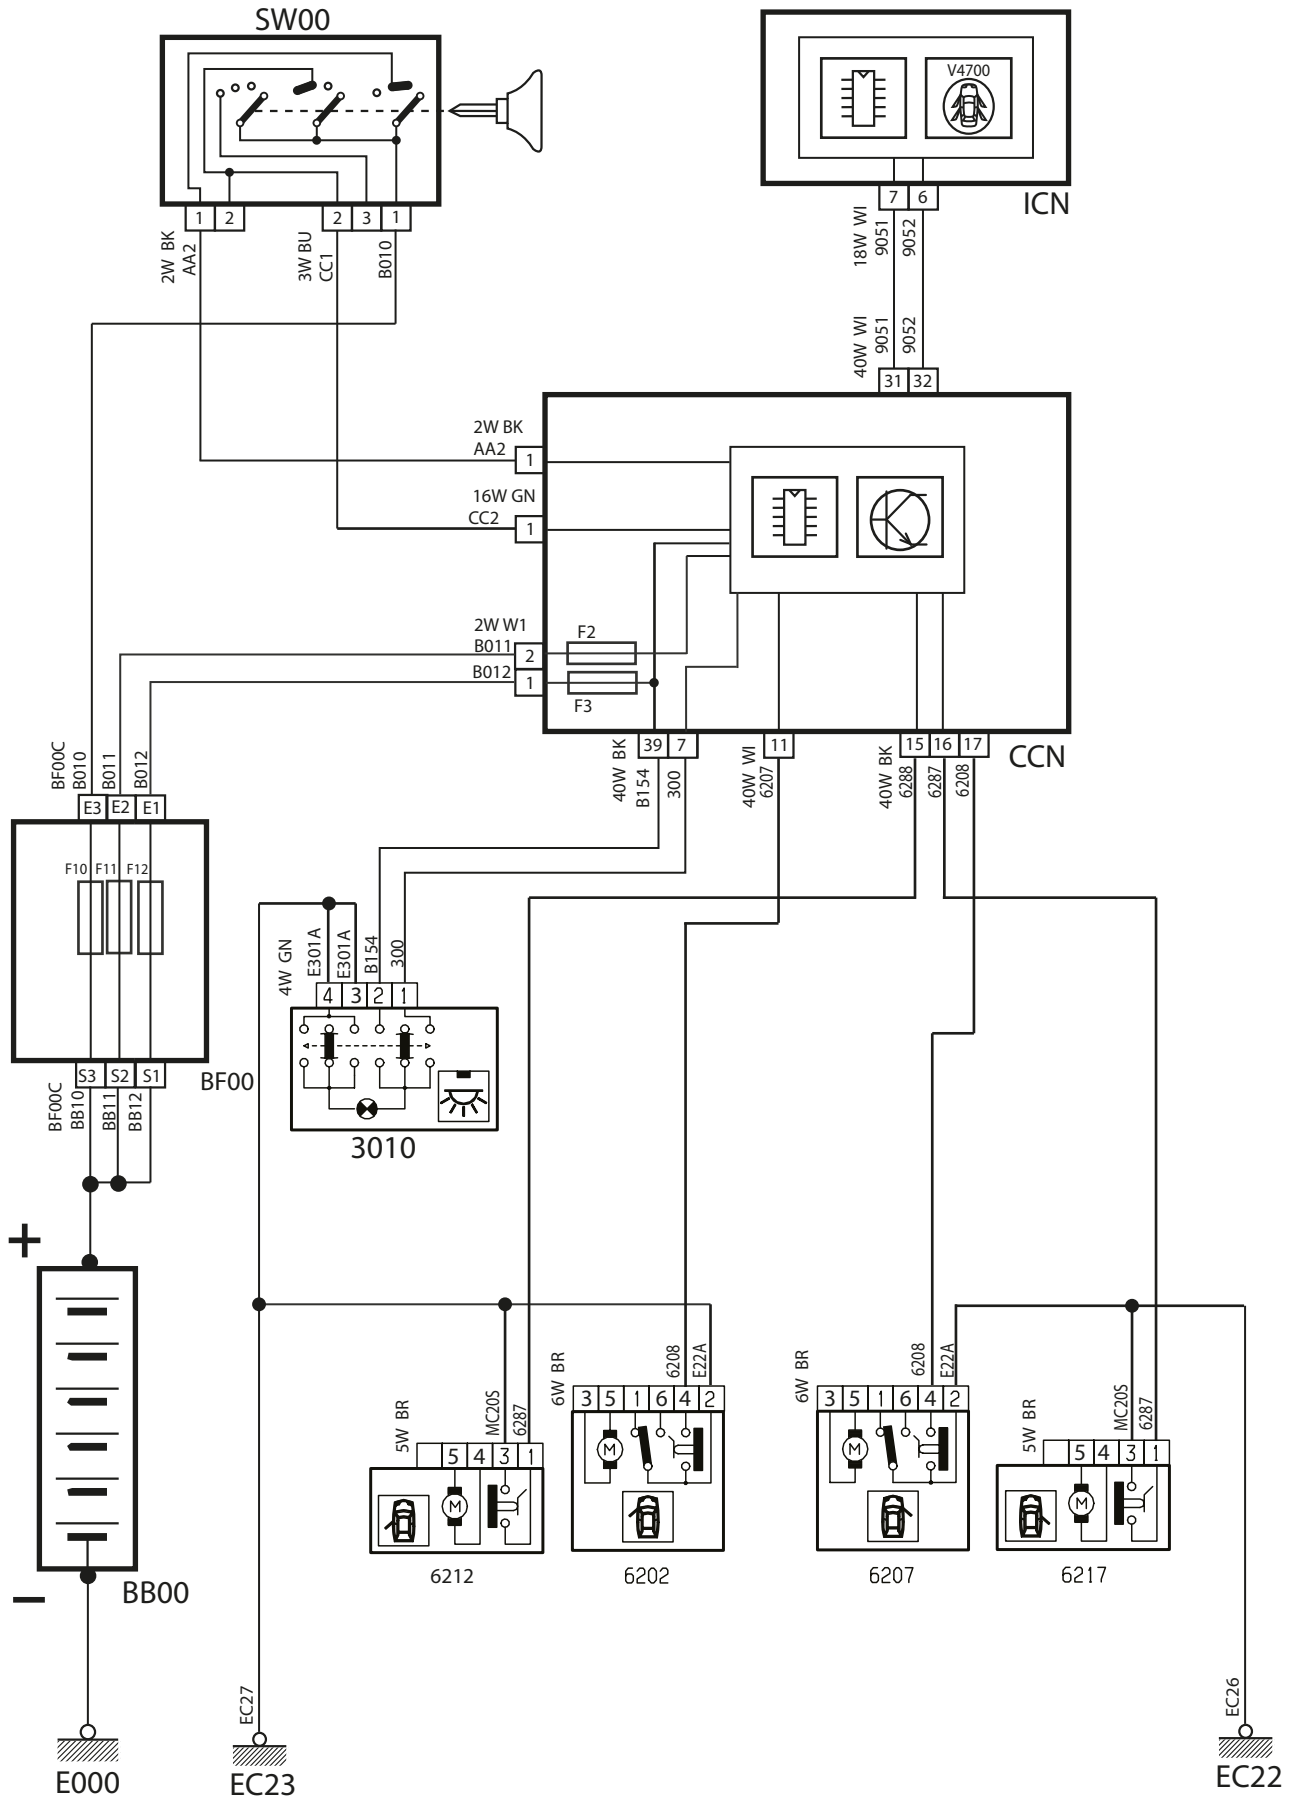 SW00
V4700
1 2 2 3 1
7 6
ICN
2W BK
AA2
3W BU
CC1
B010
18W WI
9051
9052
40W WI
9051
9052
31 32
2W BK
AA2
1
16W GN
CC2
1
2W W1
B011
2
F2
B012
1
F3
39 7 11 15 16 17
CCN
40W BK
B154
300
40W WI
6207
40W BK
6288
6287
6208
BF00C
B010
B011
B012
E3 E2 E1
F10 F11 F12
S3 S2 S1
BF00
BF00C
BB10
BB11
BB12
4W GN
E301A
E301A
B154
300
4 3 2 1
3010
+
–
BB00
5W BR
MC20S
6287
5 4 3 1
M
6212
6W BR
6208
E22A
3 5 1 6 4 2
M
6202
6W BR
6208
E22A
3 5 1 6 4 2
M
6207
5W BR
MC20S
6287
5 4 3 1
M
6217
EC27
EC26
E000
EC23
EC22